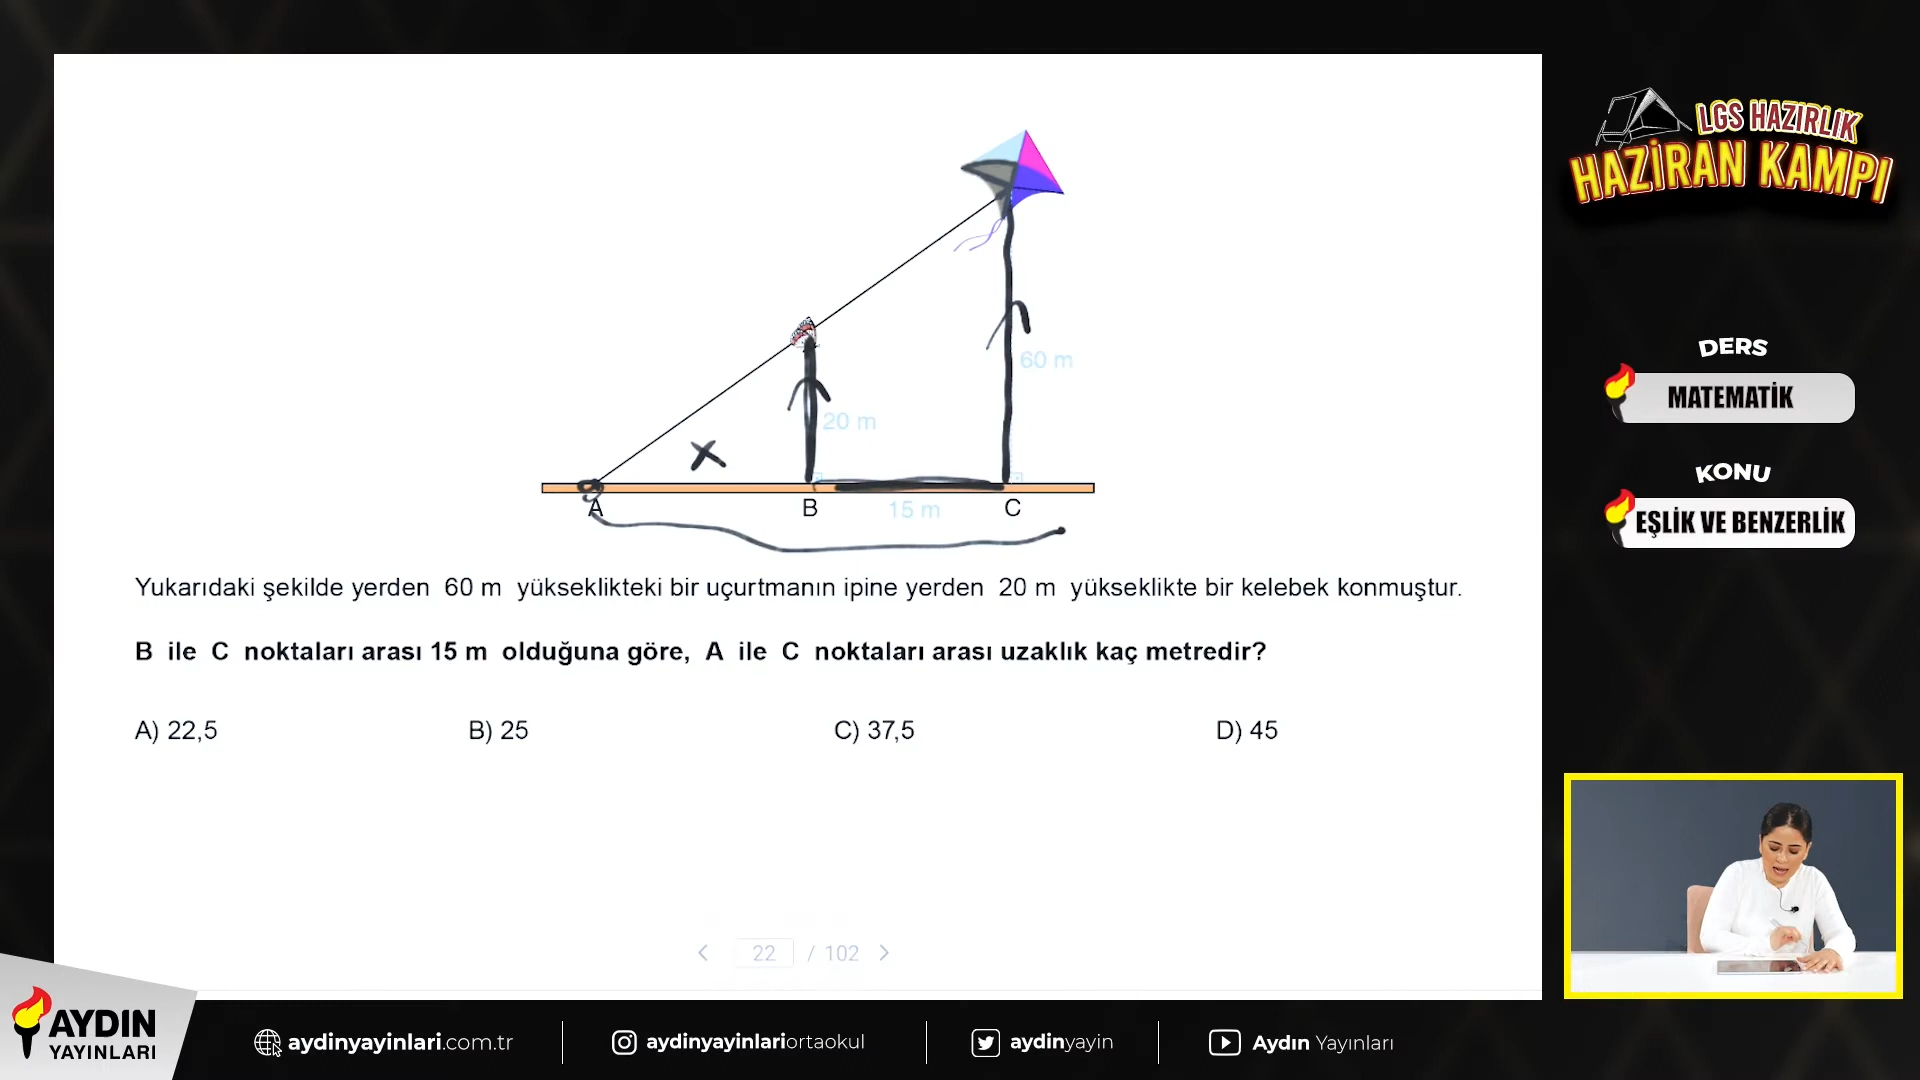 LGS HAZIRLIK
HAZİRAN KAMPI
60 m
20 m
X
A
B
15 m
C
Yukarıdaki şekilde yerden 60 m yükseklikteki bir uçurtmanın ipine yerden 20 m yükseklikte bir kelebek konmuştur.
B ile C noktaları arası 15 m olduğuna göre, A ile C noktaları arası uzaklık kaç metredir?
A) 22,5
B) 25
C) 37,5
D) 45
22 / 102
DERS
MATEMATİK
KONU
EŞLİK VE BENZERLİK
AYDIN
YAYINLARI
aydinyayinlari.com.tr
aydinyayinlariortaokul
aydinyayin
Aydın Yayınları